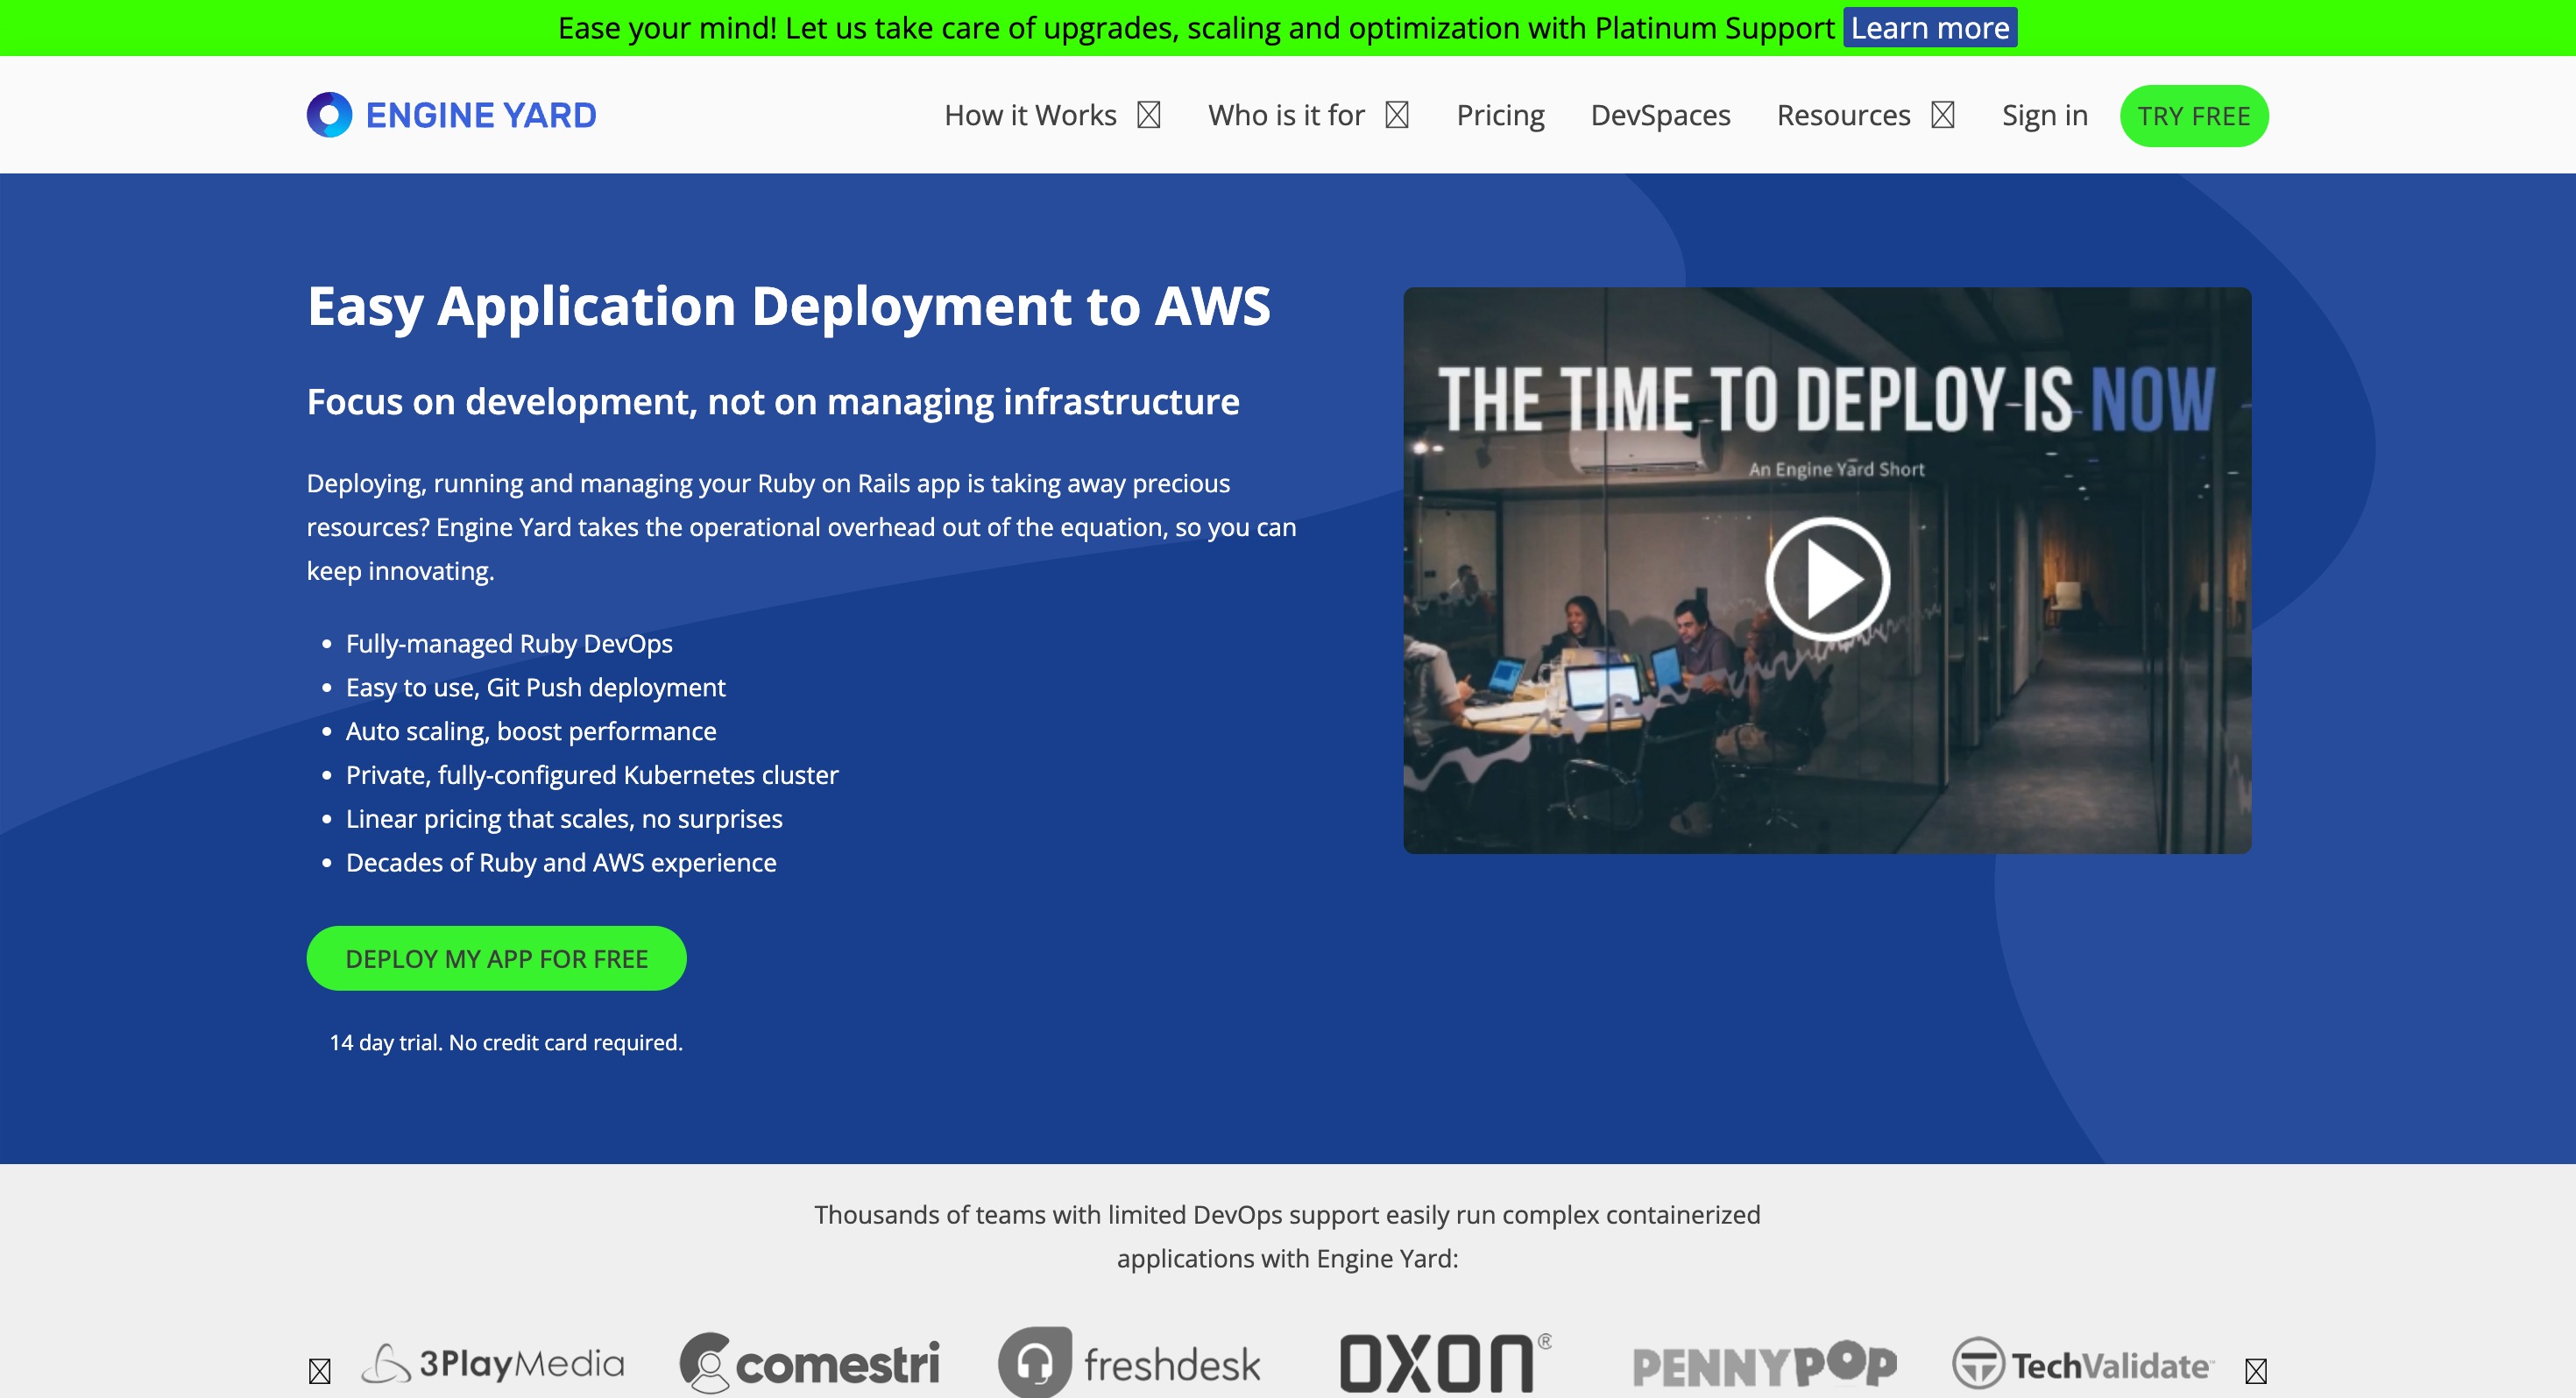 Ease your mind! Let us take care of upgrades, scaling and optimization with Platinum Support Learn more
ENGINE YARD
How it Works
Who is it for
Pricing
DevSpaces
Resources
Sign in
TRY FREE
Easy Application Deployment to AWS
Focus on development, not on managing infrastructure
Deploying, running and managing your Ruby on Rails app is taking away precious
resources? Engine Yard takes the operational overhead out of the equation, so you can
keep innovating.
• Fully-managed Ruby DevOps
• Easy to use, Git Push deployment
• Auto scaling, boost performance
• Private, fully-configured Kubernetes cluster
• Linear pricing that scales, no surprises
• Decades of Ruby and AWS experience
DEPLOY MY APP FOR FREE
14 day trial. No credit card required.
THE TIME TO DEPLOY IS NOW
An Engine Yard Short
Thousands of teams with limited DevOps support easily run complex containerized
applications with Engine Yard:
3PlayMedia
comestri
freshdesk
OXON®
PENNYPOP
TechValidate™